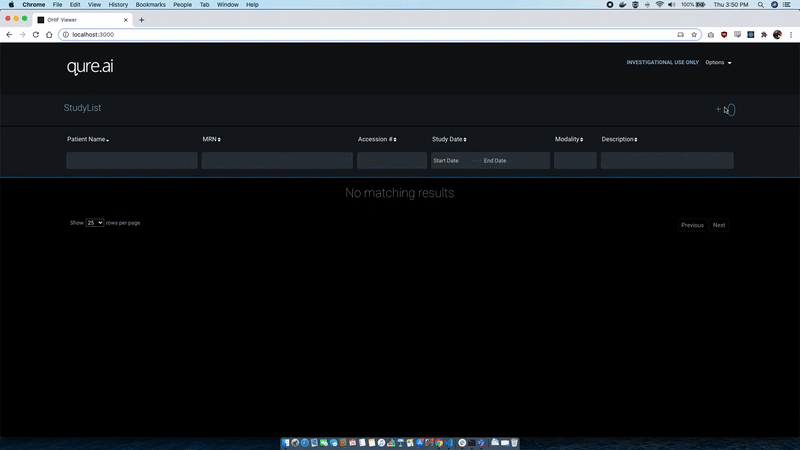 Chrome File Edit View History Bookmarks People Tab Window Help 100% Thu 3:50 PM
OHIF Viewer
localhost:3000
qure.ai INVESTIGATIONAL USE ONLY Options
StudyList +
Patient Name MRN Accession # Study Date Modality Description
Start Date End Date
No matching results
Show 25 rows per page Previous Next